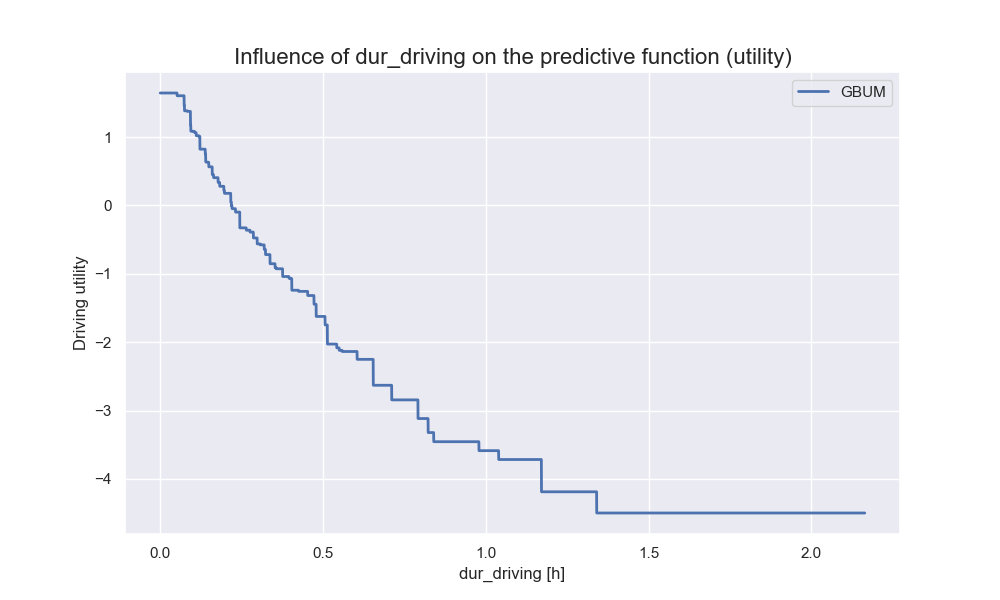 Influence of dur_driving on the predictive function (utility)
GBUM
1
0
−1
−2
−3
−4
Driving utility
0.0 0.5 1.0 1.5 2.0
dur_driving [h]